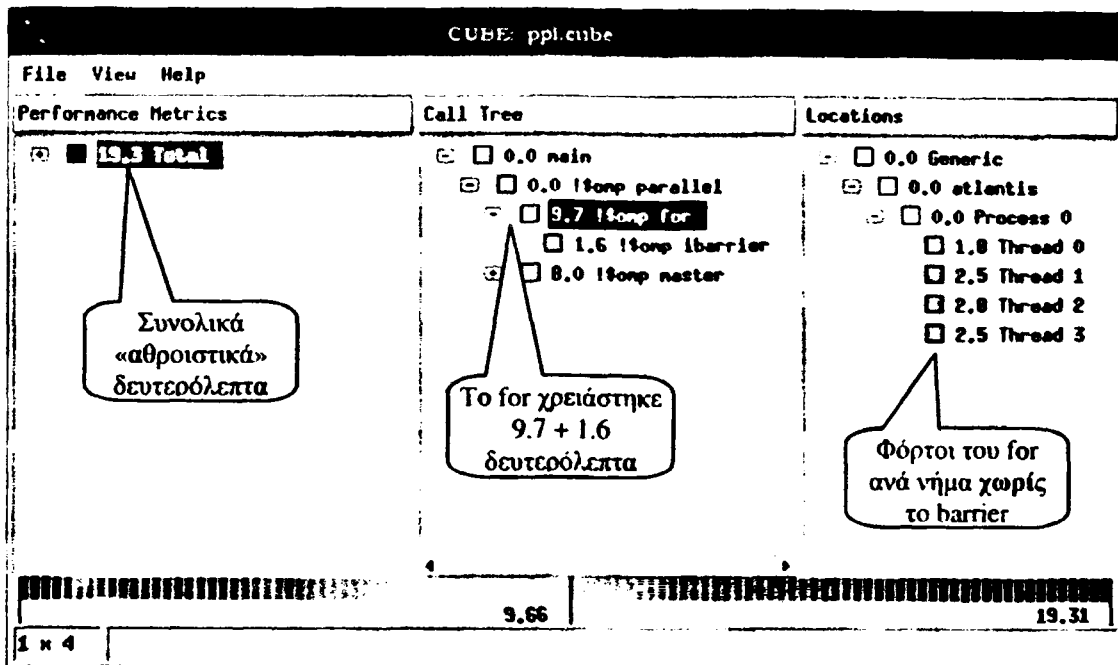 CUBE: ppl.cube
File View Help
Performance Metrics
Call Tree
Locations
19.3 Total
0.0 main
0.0 !$omp parallel
9.7 !$omp for
1.6 !$omp ibarrier
8.0 !$omp master
0.0 Generic
0.0 atlantis
0.0 Process 0
1.8 Thread 0
2.5 Thread 1
2.8 Thread 2
2.5 Thread 3
Συνολικά
«αθροιστικά»
δευτερόλεπτα
Το for χρειάστηκε
9.7 + 1.6
δευτερόλεπτα
Φόρτοι του for
ανά νήμα χωρίς
το barrier
9.66
19.31
1 x 4